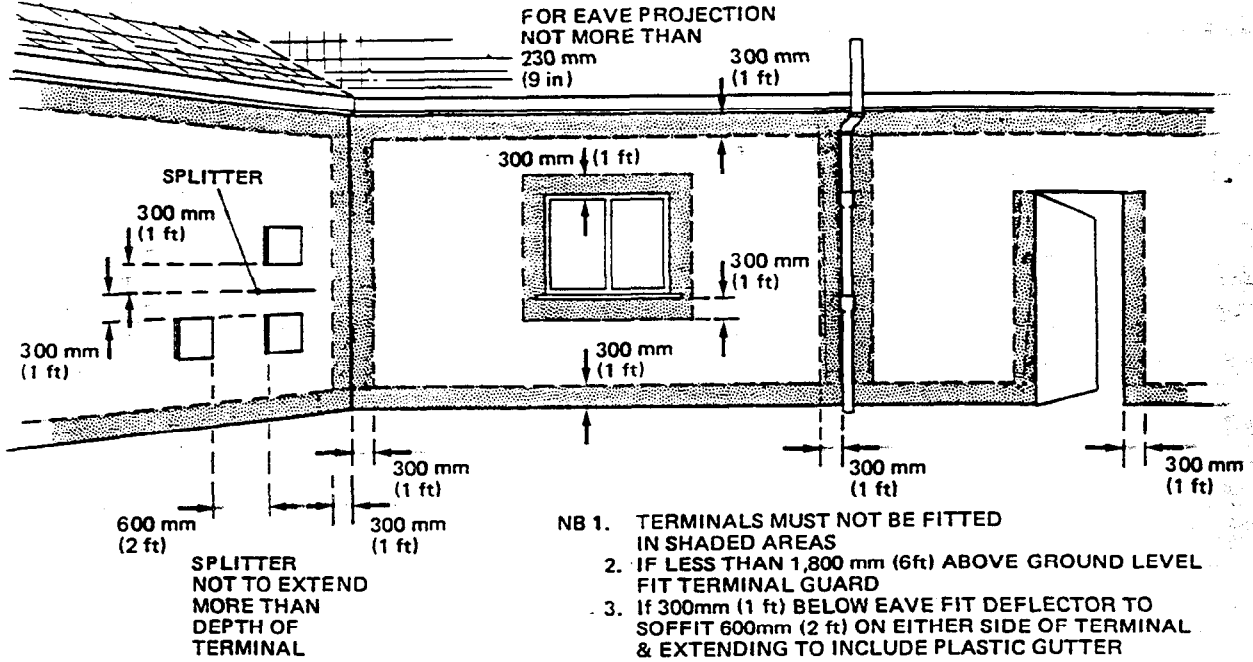 FOR EAVE PROJECTION
NOT MORE THAN
230 mm
(9 in)
300 mm
(1 ft)
300 mm (1 ft)
SPLITTER
300 mm
(1 ft)
300 mm
(1 ft)
300 mm
(1 ft)
300 mm
(1 ft)
300 mm
(1 ft)
300 mm
(1 ft)
300 mm
(1 ft)
600 mm
(2 ft)
300 mm
(1 ft)
SPLITTER
NOT TO EXTEND
MORE THAN
DEPTH OF
TERMINAL
NB 1. TERMINALS MUST NOT BE FITTED
IN SHADED AREAS
2. IF LESS THAN 1,800 mm (6ft) ABOVE GROUND LEVEL
FIT TERMINAL GUARD
3. If 300mm (1 ft) BELOW EAVE FIT DEFLECTOR TO
SOFFIT 600mm (2 ft) ON EITHER SIDE OF TERMINAL
& EXTENDING TO INCLUDE PLASTIC GUTTER